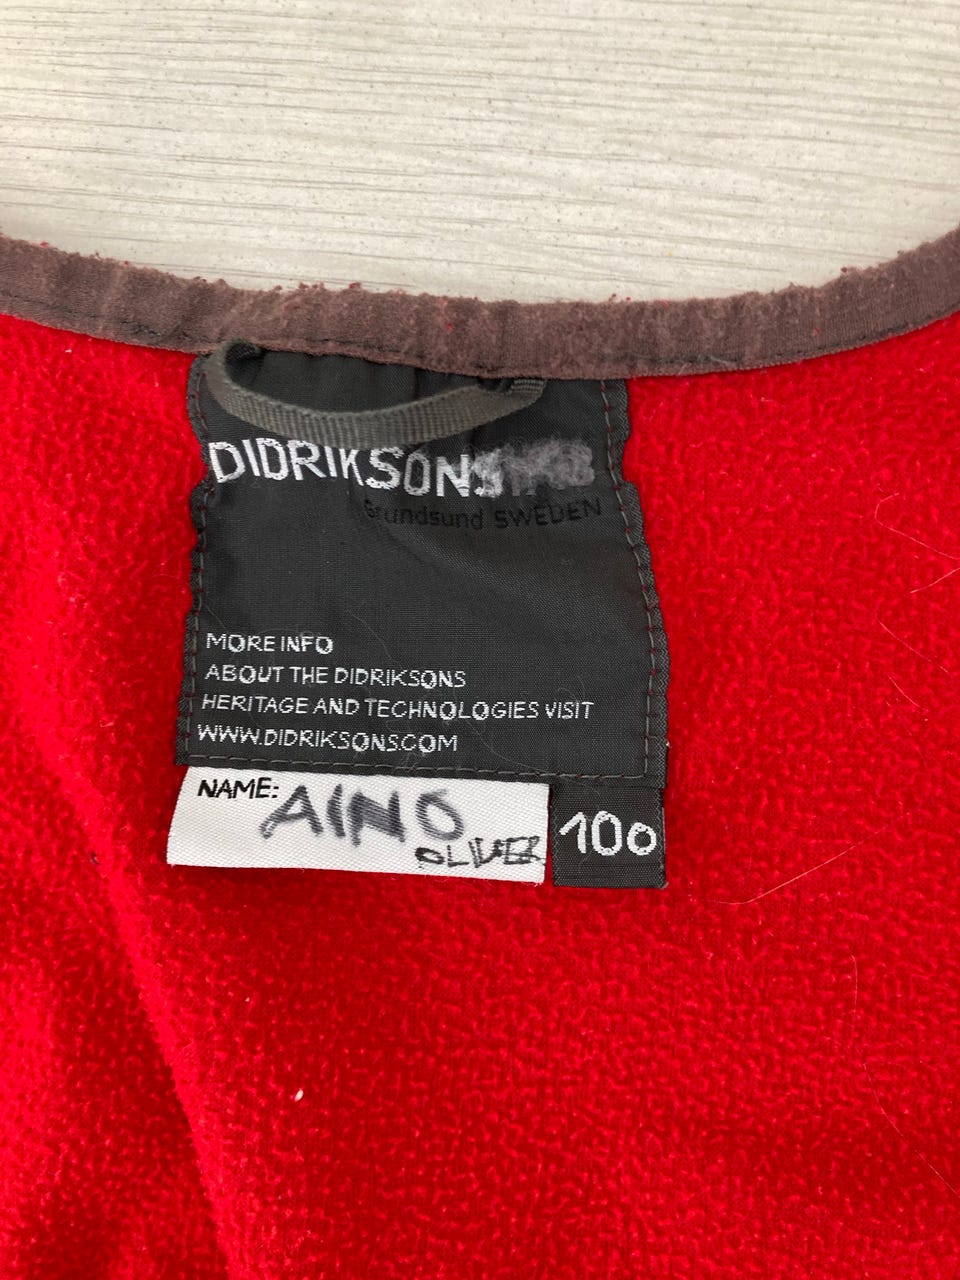 DIDRIKSONS
Grundsund SWEDEN
MORE INFO
ABOUT THE DIDRIKSONS
HERITAGE AND TECHNOLOGIES VISIT
WWW.DIDRIKSONS.COM
NAME: AINO
OLIVER
100